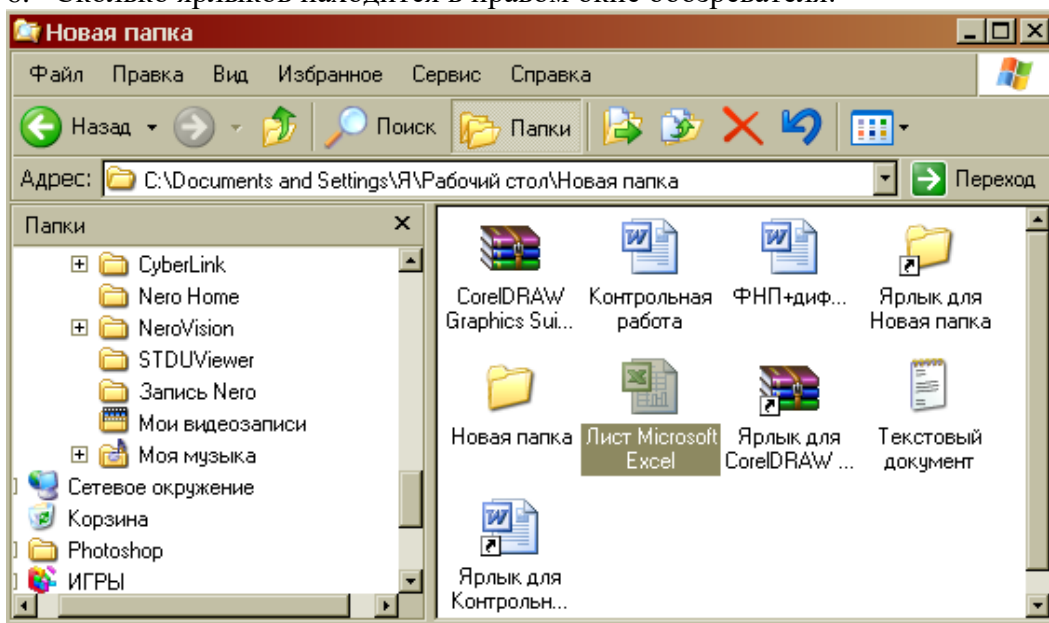 6. Сколько ярлыков находится в правом окне обозревателя:
Новая папка
Файл Правка Вид Избранное Сервис Справка
Назад Поиск Папки
Адрес: C:\Documents and Settings\Я\Рабочий стол\Новая папка Переход
Папки
CyberLink
Nero Home
NeroVision
STDUViewer
Запись Nero
Мои видеозаписи
Моя музыка
Сетевое окружение
Корзина
Photoshop
ИГРЫ
CorelDRAW
Graphics Sui...
Контрольная
работа
ФНП+диф...
Ярлык для
Новая папка
Новая папка
Лист Microsoft
Excel
Ярлык для
CorelDRAW ...
Текстовый
документ
Ярлык для
Контрольн...